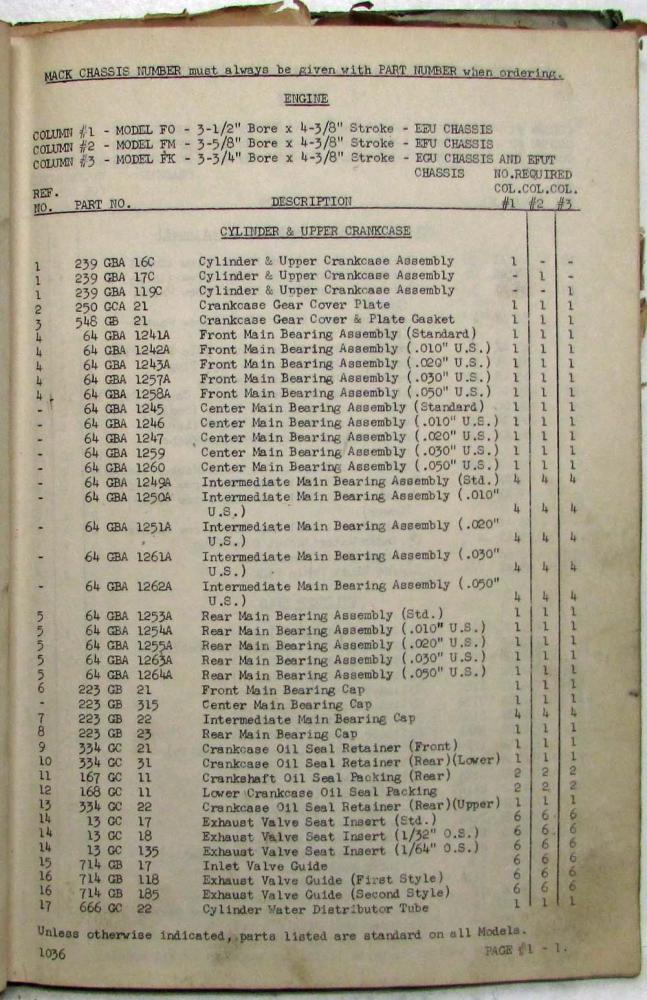 MACK CHASSIS NUMBER must always be given with PART NUMBER when ordering.
ENGINE
COLUMN #1 - MODEL FO - 3-1/2" Bore x 4-3/8" Stroke - EEU CHASSIS
COLUMN #2 - MODEL FM - 3-5/8" Bore x 4-3/8" Stroke - EFU CHASSIS
COLUMN #3 - MODEL FK - 3-3/4" Bore x 4-3/8" Stroke - EGU CHASSIS AND EFUT
CHASSIS NO.REQUIRED
REF. COL.COL.COL.
NO. PART NO. DESCRIPTION #1 #2 #3
CYLINDER & UPPER CRANKCASE
1 239 GBA 16C Cylinder & Upper Crankcase Assembly 1 - -
1 239 GBA 17C Cylinder & Upper Crankcase Assembly - 1 -
1 239 GBA 119C Cylinder & Upper Crankcase Assembly - - 1
2 250 GCA 21 Crankcase Gear Cover Plate 1 1 1
3 548 GB 21 Crankcase Gear Cover & Plate Gasket 1 1 1
4 64 GBA 1241A Front Main Bearing Assembly (Standard) 1 1 1
4 64 GBA 1242A Front Main Bearing Assembly (.010" U.S.) 1 1 1
4 64 GBA 1243A Front Main Bearing Assembly (.020" U.S.) 1 1 1
4 64 GBA 1257A Front Main Bearing Assembly (.030" U.S.) 1 1 1
4 64 GBA 1258A Front Main Bearing Assembly (.050" U.S.) 1 1 1
- 64 GBA 1245 Center Main Bearing Assembly (Standard) 1 1 1
- 64 GBA 1246 Center Main Bearing Assembly (.010" U.S.) 1 1 1
- 64 GBA 1247 Center Main Bearing Assembly (.020" U.S.) 1 1 1
- 64 GBA 1259 Center Main Bearing Assembly (.030" U.S.) 1 1 1
- 64 GBA 1260 Center Main Bearing Assembly (.050" U.S.) 1 1 1
- 64 GBA 1249A Intermediate Main Bearing Assembly (Std.) 4 4 4
- 64 GBA 1250A Intermediate Main Bearing Assembly (.010"
U.S.) 4 4 4
- 64 GBA 1251A Intermediate Main Bearing Assembly (.020"
U.S.) 4 4 4
- 64 GBA 1261A Intermediate Main Bearing Assembly (.030"
U.S.) 4 4 4
- 64 GBA 1262A Intermediate Main Bearing Assembly (.050"
U.S.) 4 4 4
5 64 GBA 1253A Rear Main Bearing Assembly (Std.) 1 1 1
5 64 GBA 1254A Rear Main Bearing Assembly (.010" U.S.) 1 1 1
5 64 GBA 1255A Rear Main Bearing Assembly (.020" U.S.) 1 1 1
5 64 GBA 1263A Rear Main Bearing Assembly (.030" U.S.) 1 1 1
5 64 GBA 1264A Rear Main Bearing Assembly (.050" U.S.) 1 1 1
6 223 GB 21 Front Main Bearing Cap 1 1 1
- 223 GB 315 Center Main Bearing Cap 1 1 1
7 223 GB 22 Intermediate Main Bearing Cap 4 4 4
8 223 GB 23 Rear Main Bearing Cap 1 1 1
9 334 GC 21 Crankcase Oil Seal Retainer (Front) 1 1 1
10 334 GC 31 Crankcase Oil Seal Retainer (Rear)(Lower) 1 1 1
11 167 GC 11 Crankshaft Oil Seal Packing (Rear) 2 2 2
12 168 GC 11 Lower Crankcase Oil Seal Packing 2 2 2
13 334 GC 22 Crankcase Oil Seal Retainer (Rear)(Upper) 1 1 1
14 13 GC 17 Exhaust Valve Seat Insert (Std.) 6 6 6
14 13 GC 18 Exhaust Valve Seat Insert (1/32" O.S.) 6 6 6
14 13 GC 135 Exhaust Valve Seat Insert (1/64" O.S.) 6 6 6
15 714 GB 17 Inlet Valve Guide 6 6 6
16 714 GB 118 Exhaust Valve Guide (First Style) 6 6 6
16 714 GB 185 Exhaust Valve Guide (Second Style) 6 6 6
17 666 GC 22 Cylinder Water Distributor Tube 1 1 1
Unless otherwise indicated, parts listed are standard on all Models.
1036 PAGE #1 - 1.